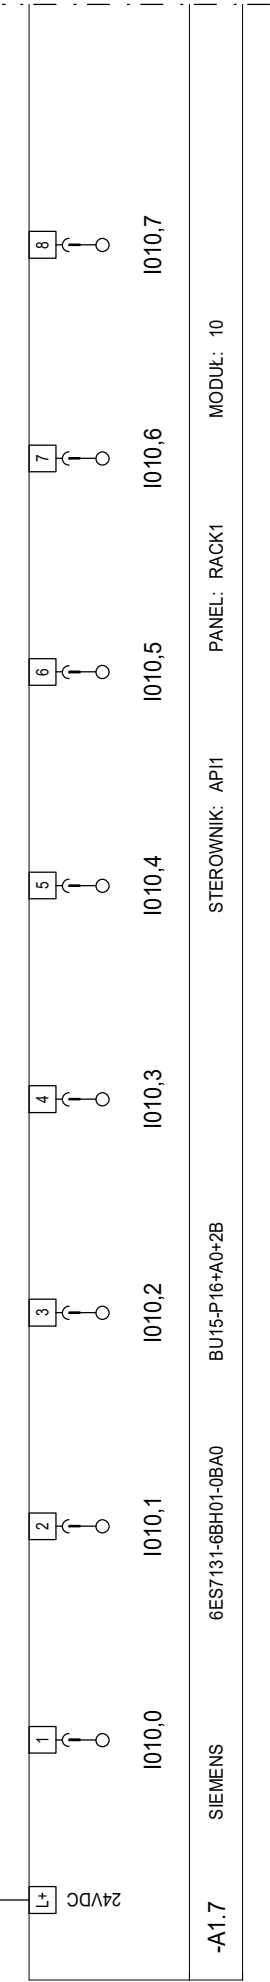 L+ 1 2 3 4 5 6 7 8
24VDC
I010,0 I010,1 I010,2 I010,3 I010,4 I010,5 I010,6 I010,7
-A1.7 SIEMENS 6ES7131-6BH01-0BA0 BU15-P16+A0+2B STEROWNIK: API1 PANEL: RACK1 MODUŁ: 10